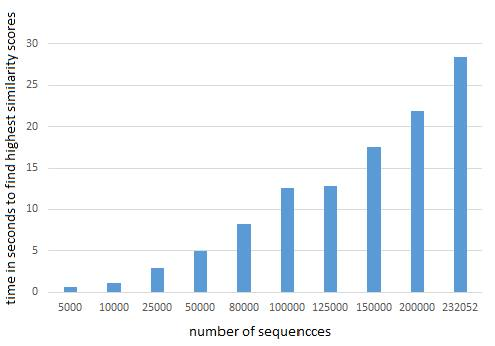 time in seconds to find highest similarity scores
30
25
20
15
10
5
0
5000 10000 25000 50000 80000 100000 125000 150000 200000 232052
number of sequencces